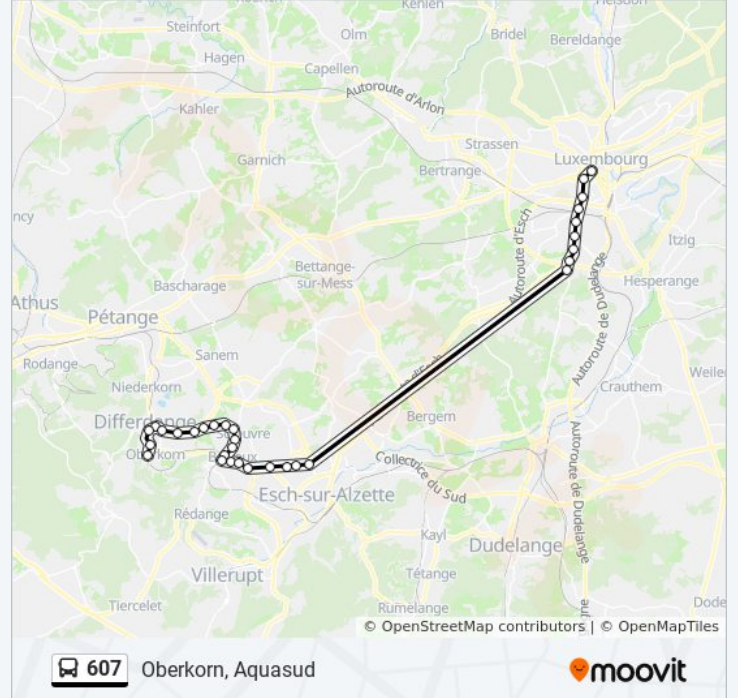 Kehlen
Heisdorf
Steinfort
Olm
Bridel
Bereldange
Hagen
Capellen
Autoroute d'Arlon
Kahler
Strassen
Luxembourg
Garnich
Bertrange
ncy
Autoroute d'Esch
Itzig
Bettange-
sur-Mess
Bascharage
Hesperange
Athus
Pétange
Autoroute de Dudelange
Rodange
Sanem
Weiler
Niederkorn
Crauthem
Differdange
Bergem
Oberkorn
Collectrice du Sud
Esch-sur-Alzette
Autoroute de Dudelange
Rédange
Kayl
Dudelange
Villerupt
Tétange
Tiercelet
Rumelange
Dode
© OpenStreetMap contributors | © OpenMapTiles
607 Oberkorn, Aquasud
moovit